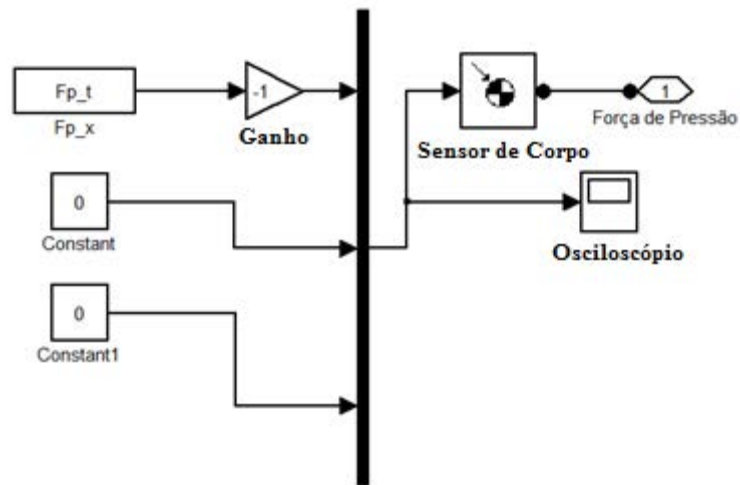 Fp_t
Fp_x
-1
Ganho
0
Constant
0
Constant1
Sensor de Corpo
1
Força de Pressão
Osciloscópio